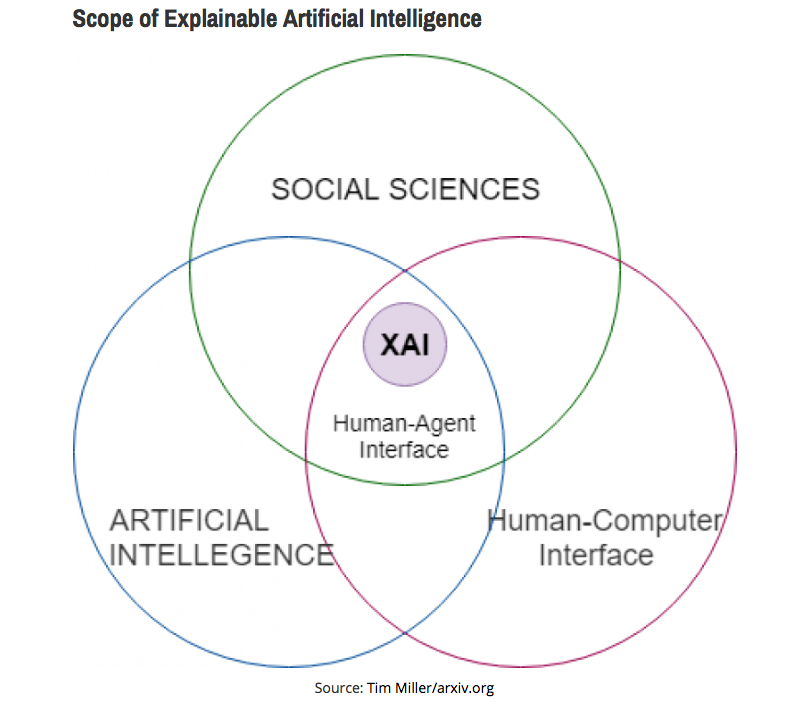 Scope of Explainable Artificial Intelligence
SOCIAL SCIENCES
XAI
Human-Agent
Interface
ARTIFICIAL
INTELLEGENCE
Human-Computer
Interface
Source: Tim Miller/arxiv.org